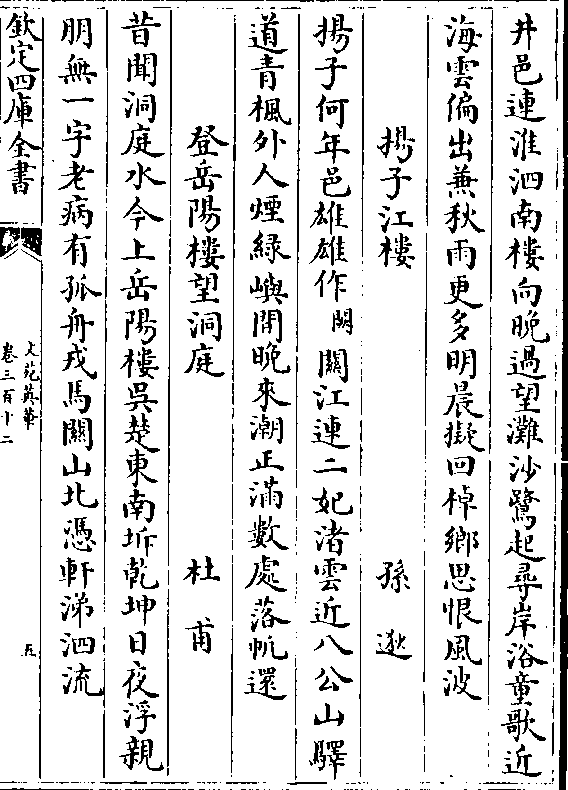 井邑連淮泗南樓向晚過望灘沙鷺起尋岸浴童歌近
海雲偏出兼秋雨更多明晨擬回棹鄉思恨風波
揚子江樓 孫逖
揚子何年邑雄雄作闕關江連二妃渚雲近八公山驛
道青楓外人煙綠嶼間晚來潮正滿數處落帆還
登岳陽樓望洞庭 杜甫
昔聞洞庭水今上岳陽樓吳楚東南坼乾坤日夜浮親
朋無一字老病有孤舟戎馬關山北憑軒涕泗流
欽定四庫全書
文苑英華
卷三百十二
五